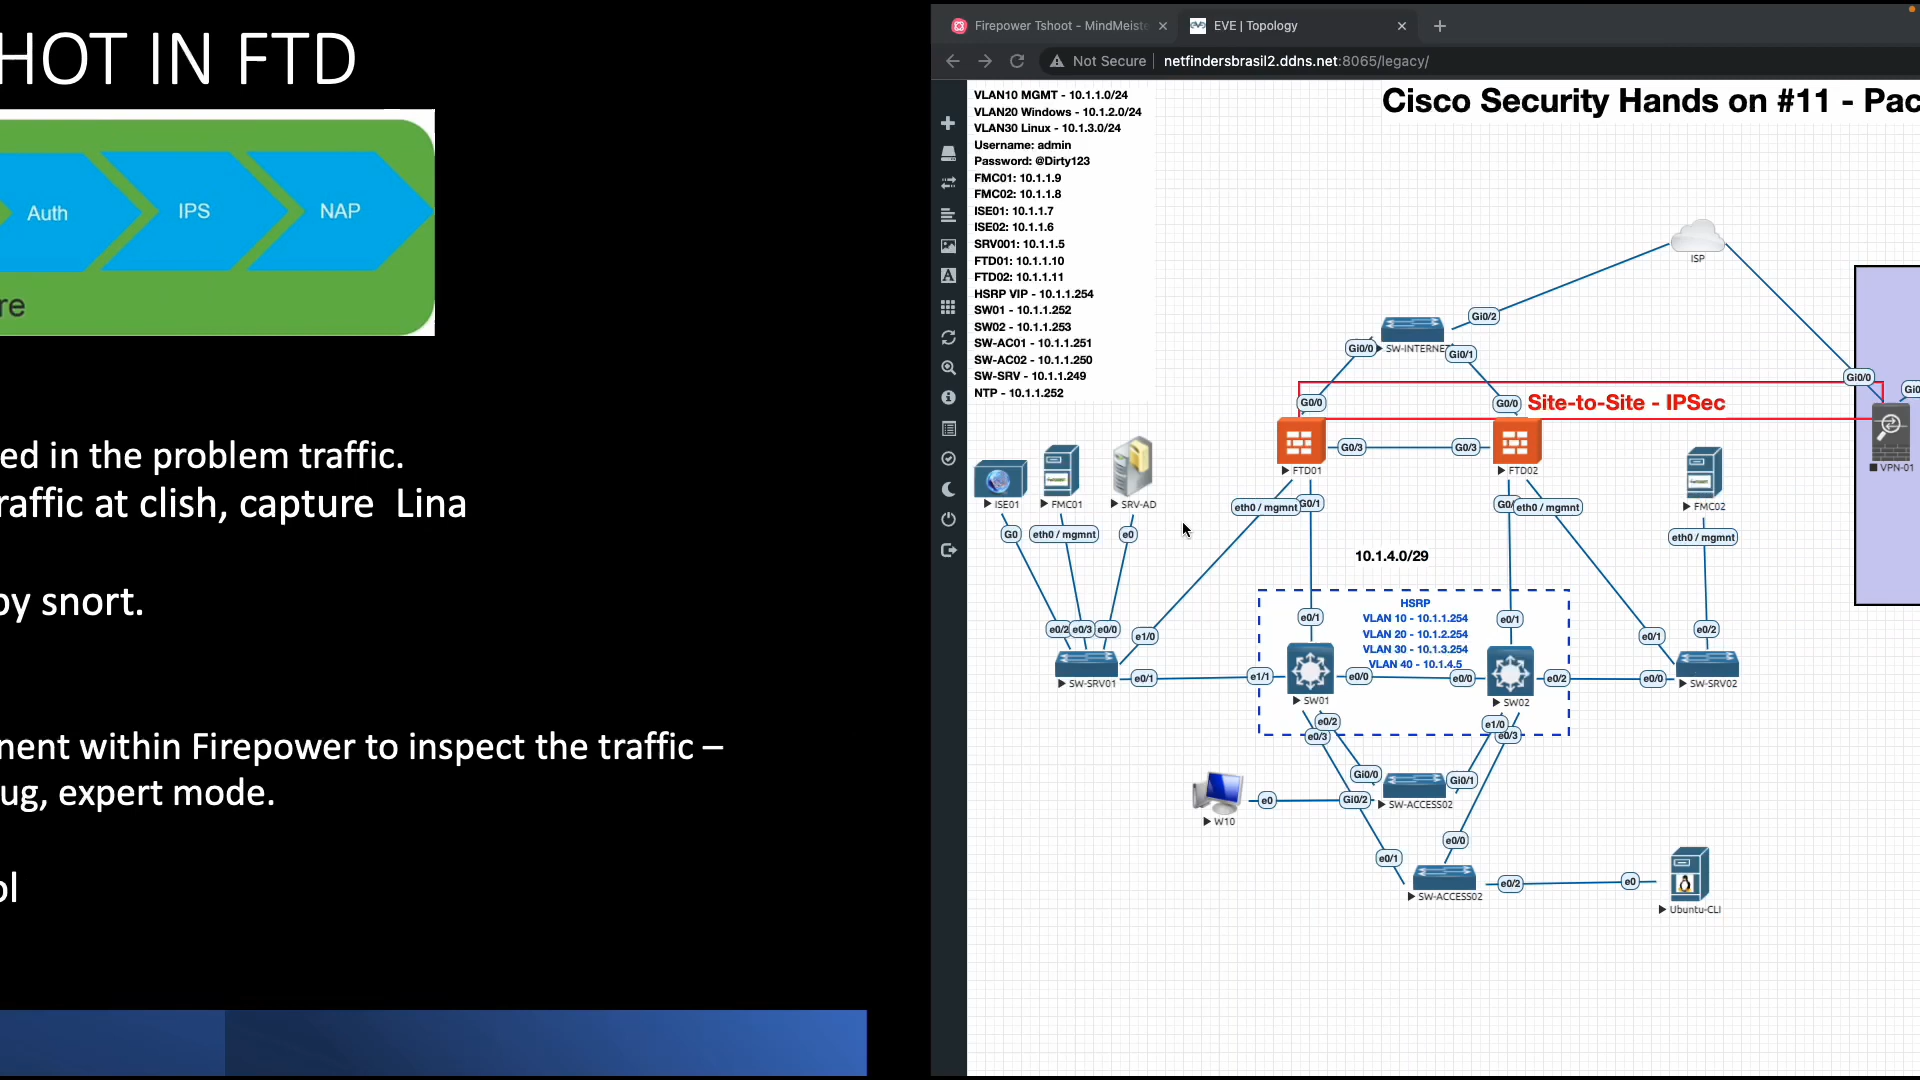 HOT IN FTD
Auth
IPS
NAP
re
ed in the problem traffic.
raffic at clish, capture Lina
by snort.
nent within Firepower to inspect the traffic –
ug, expert mode.
ol
Firepower Tshoot - MindMeiste
EVE | Topology
Not Secure
netfindersbrasil2.ddns.net:8065/legacy/
VLAN10 MGMT - 10.1.1.0/24
VLAN20 Windows - 10.1.2.0/24
VLAN30 Linux - 10.1.3.0/24
Username: admin
Password: @Dirty123
FMC01: 10.1.1.9
FMC02: 10.1.1.8
ISE01: 10.1.1.7
ISE02: 10.1.1.6
SRV001: 10.1.1.5
FTD01: 10.1.1.10
FTD02: 10.1.1.11
HSRP VIP - 10.1.1.254
SW01 - 10.1.1.252
SW02 - 10.1.1.253
SW-AC01 - 10.1.1.251
SW-AC02 - 10.1.1.250
SW-SRV - 10.1.1.249
NTP - 10.1.1.252
Cisco Security Hands on #11 - Pac
ISP
Gi0/2
SW-INTERNET
Gi0/0
Gi0/1
Gi0/0
Gi0
G0/0
G0/0
Site-to-Site - IPSec
G0/3
G0/3
FTD01
FTD02
VPN-01
ISE01
FMC01
SRV-AD
FMC02
eth0 / mgmnt
G0/1
G0/
eth0 / mgmnt
G0
eth0 / mgmnt
e0
eth0 / mgmnt
10.1.4.0/29
HSRP
VLAN 10 - 10.1.1.254
VLAN 20 - 10.1.2.254
VLAN 30 - 10.1.3.254
VLAN 40 - 10.1.4.5
e0/1
e0/1
e0/2
e0/3
e0/0
e1/0
e0/1
e0/2
SW-SRV01
e0/1
e1/1
e0/0
e0/0
e0/2
e0/0
SW-SRV02
SW01
SW02
e0/2
e0/3
e1/0
e0/3
Gi0/0
Gi0/1
W10
e0
Gi0/2
SW-ACCESS02
e0/0
e0/1
SW-ACCESS02
e0/2
e0
Ubuntu-CLI